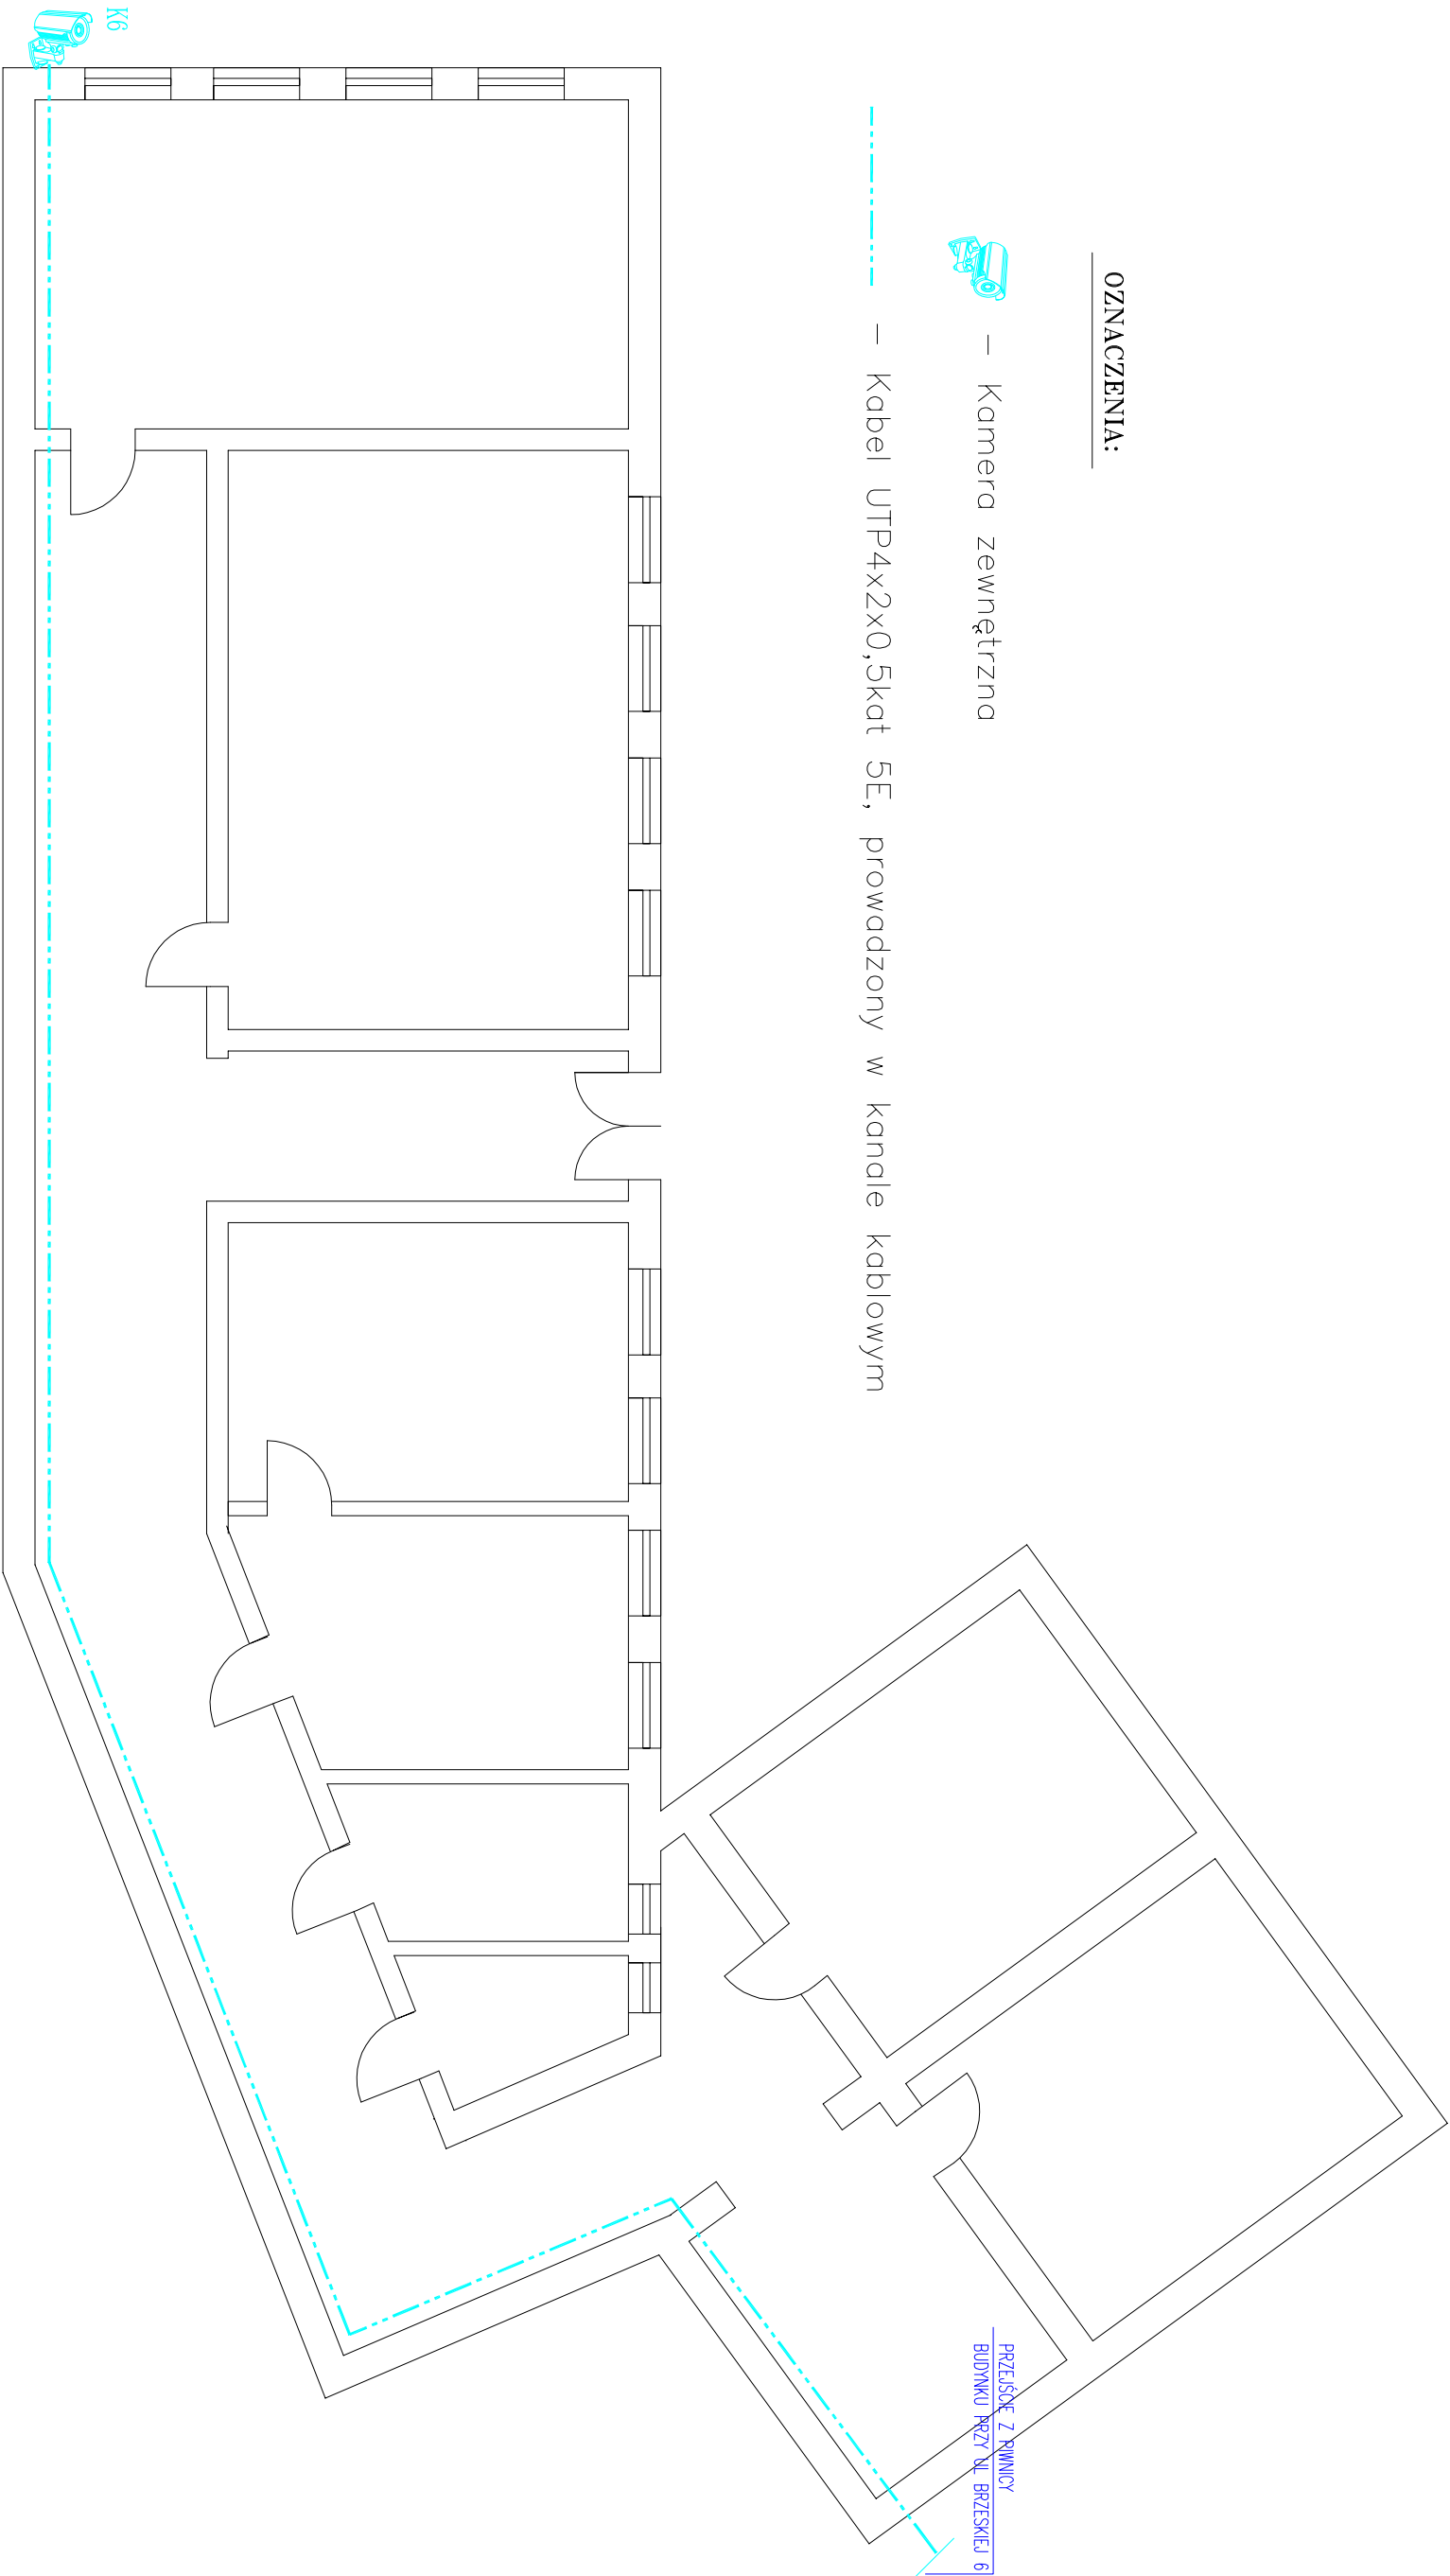 OZNACZENIA:
– Kamera zewnętrzna
– Kabel UTP4x2x0,5kat 5E, prowadzony w kanale kablowym
K6
PRZEJŚCIE Z PIWNICY
BUDYNKU PRZY UL BRZESKIEJ 6